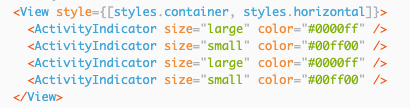 <View style={[styles.container, styles.horizontal]}>
<ActivityIndicator size="large" color="#0000ff" />
<ActivityIndicator size="small" color="#00ff00" />
<ActivityIndicator size="large" color="#0000ff" />
<ActivityIndicator size="small" color="#00ff00" />
</View>